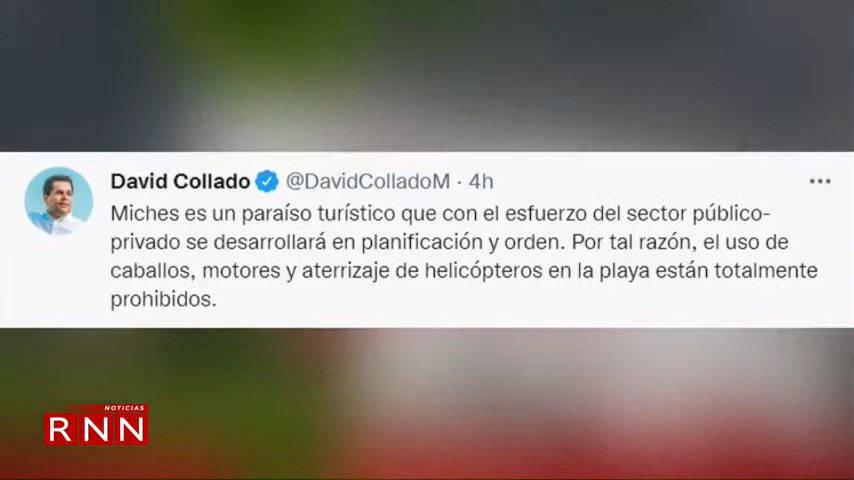 David Collado @DavidColladoM · 4h
Miches es un paraíso turístico que con el esfuerzo del sector público-
privado se desarrollará en planificación y orden. Por tal razón, el uso de
caballos, motores y aterrizaje de helicópteros en la playa están totalmente
prohibidos.
NOTICIAS
RNN